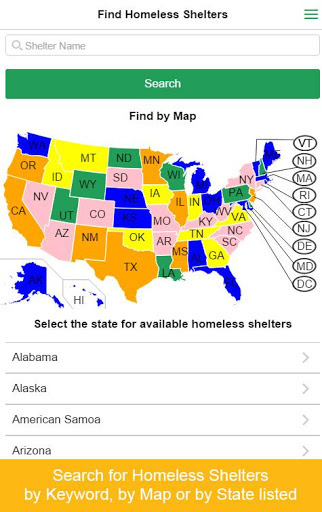 Find Homeless Shelters
Shelter Name
Search
Find by Map
WA
MT
ND
MN
OR
ID
SD
WI
MI
NY
ME
VT
NH
MA
RI
CT
NJ
DE
MD
DC
WY
NE
IA
IL
IN
OH
PA
NV
UT
CO
KS
MO
KY
WV
VA
CA
AZ
NM
OK
AR
TN
NC
SC
TX
LA
MS
AL
GA
FL
AK
HI
Select the state for available homeless shelters
Alabama
Alaska
American Samoa
Arizona
Search for Homeless Shelters
by Keyword, by Map or by State listed